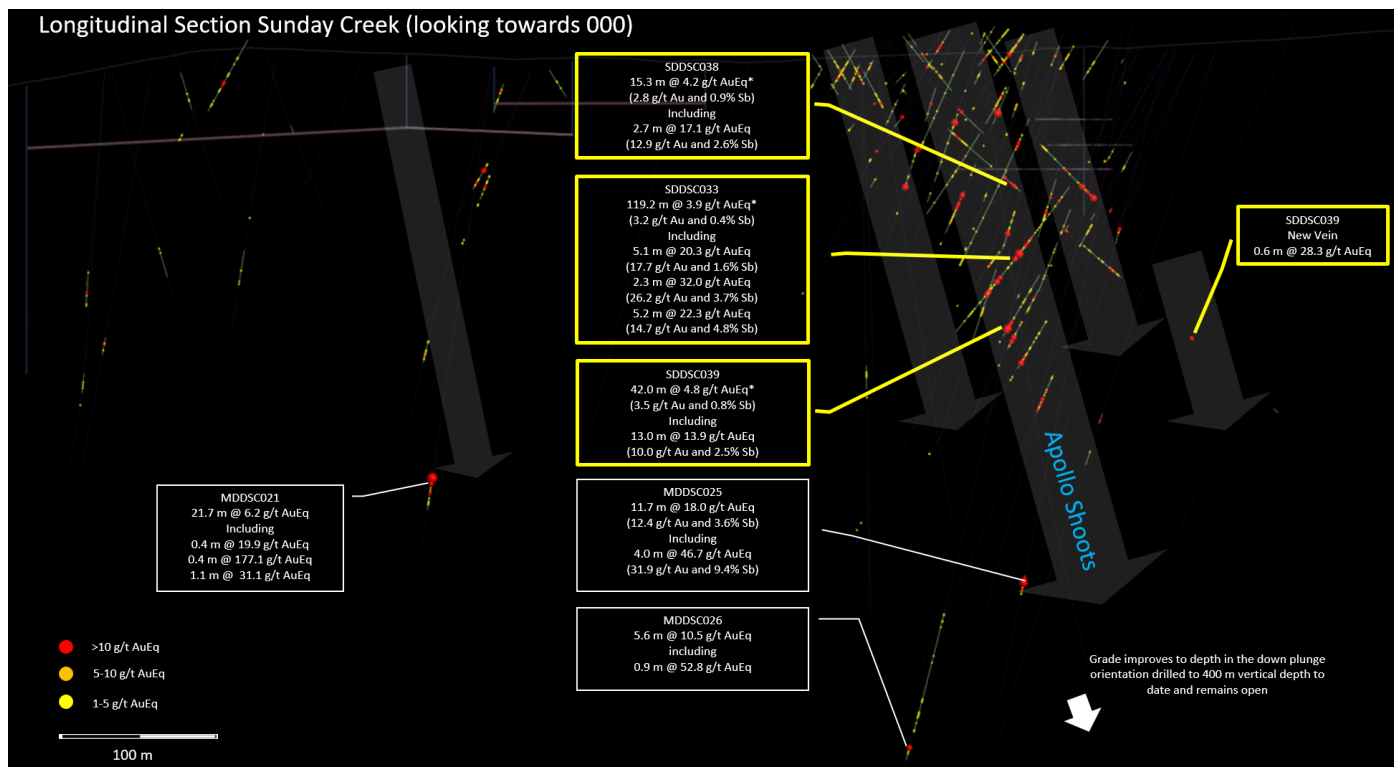 Longitudinal Section Sunday Creek (looking towards 000)
SDDSC038
15.3 m @ 4.2 g/t AuEq*
(2.8 g/t Au and 0.9% Sb)
Including
2.7 m @ 17.1 g/t AuEq
(12.9 g/t Au and 2.6% Sb)
SDDSC033
119.2 m @ 3.9 g/t AuEq*
(3.2 g/t Au and 0.4% Sb)
Including
5.1 m @ 20.3 g/t AuEq
(17.7 g/t Au and 1.6% Sb)
2.3 m @ 32.0 g/t AuEq
(26.2 g/t Au and 3.7% Sb)
5.2 m @ 22.3 g/t AuEq
(14.7 g/t Au and 4.8% Sb)
SDDSC039
New Vein
0.6 m @ 28.3 g/t AuEq
SDDSC039
42.0 m @ 4.8 g/t AuEq*
(3.5 g/t Au and 0.8% Sb)
Including
13.0 m @ 13.9 g/t AuEq
(10.0 g/t Au and 2.5% Sb)
Apollo Shoots
MDDSC021
21.7 m @ 6.2 g/t AuEq
Including
0.4 m @ 19.9 g/t AuEq
0.4 m @ 177.1 g/t AuEq
1.1 m @ 31.1 g/t AuEq
MDDSC025
11.7 m @ 18.0 g/t AuEq
(12.4 g/t Au and 3.6% Sb)
Including
4.0 m @ 46.7 g/t AuEq
(31.9 g/t Au and 9.4% Sb)
MDDSC026
5.6 m @ 10.5 g/t AuEq
including
0.9 m @ 52.8 g/t AuEq
>10 g/t AuEq
5-10 g/t AuEq
1-5 g/t AuEq
100 m
Grade improves to depth in the down plunge
orientation drilled to 400 m vertical depth to
date and remains open